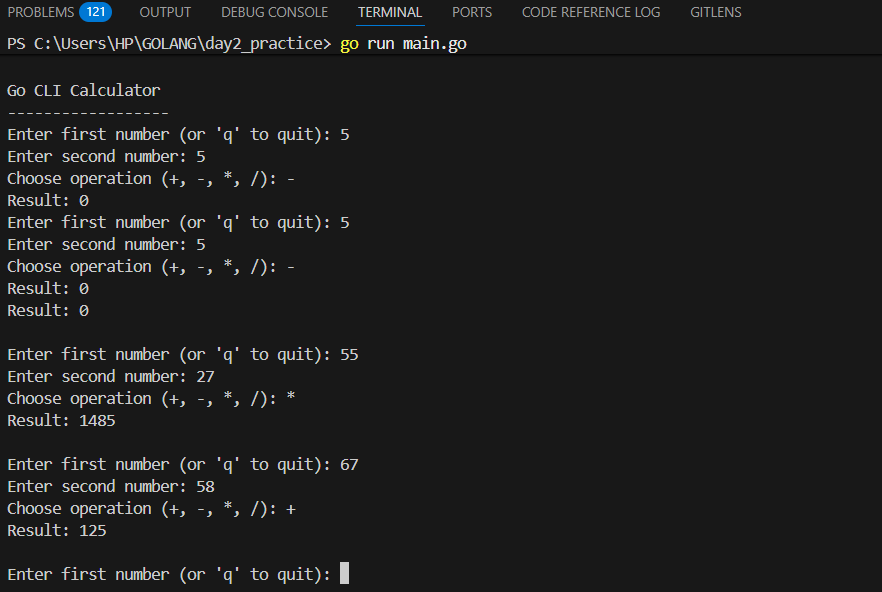 PROBLEMS 121 OUTPUT DEBUG CONSOLE TERMINAL PORTS CODE REFERENCE LOG GITLENS
PS C:\Users\HP\GOLANG\day2_practice> go run main.go
Go CLI Calculator
------------------
Enter first number (or 'q' to quit): 5
Enter second number: 5
Choose operation (+, -, *, /): -
Result: 0
Enter first number (or 'q' to quit): 5
Enter second number: 5
Choose operation (+, -, *, /): -
Result: 0
Result: 0
Enter first number (or 'q' to quit): 55
Enter second number: 27
Choose operation (+, -, *, /): *
Result: 1485
Enter first number (or 'q' to quit): 67
Enter second number: 58
Choose operation (+, -, *, /): +
Result: 125
Enter first number (or 'q' to quit):